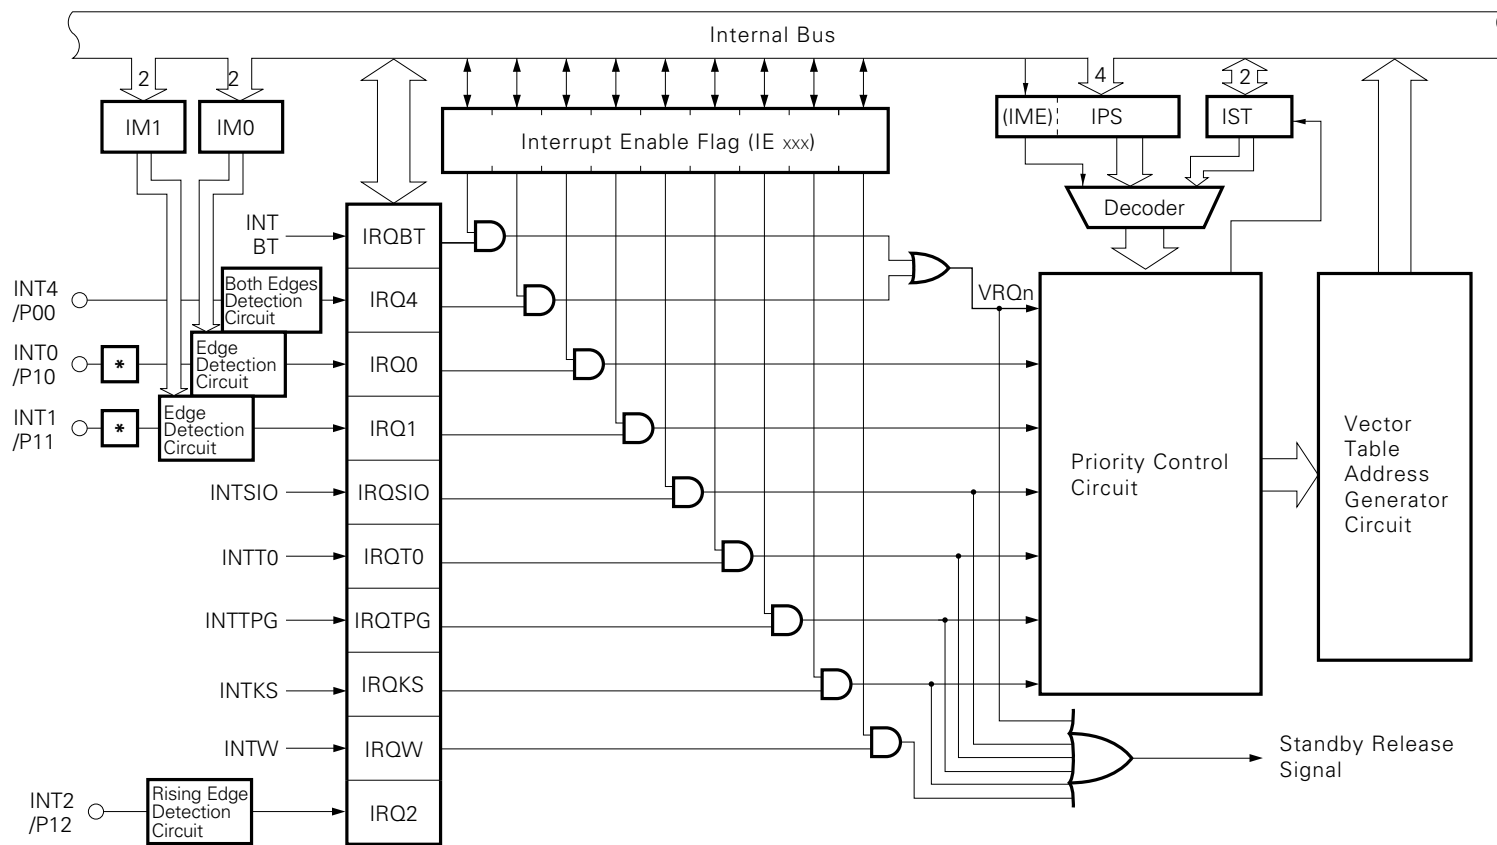 Internal Bus
2
2
4
2
IM1
IM0
Interrupt Enable Flag (IE xxx)
(IME)
IPS
IST
Decoder
INT
BT
IRQBT
INT4
/P00
Both Edges
Detection
Circuit
IRQ4
VRQn
INT0
/P10
*
Edge
Detection
Circuit
IRQ0
INT1
/P11
*
Edge
Detection
Circuit
IRQ1
Priority Control
Circuit
Vector
Table
Address
Generator
Circuit
INTSIO
IRQSIO
INTT0
IRQT0
INTTPG
IRQTPG
INTKS
IRQKS
INTW
IRQW
Standby Release
Signal
INT2
/P12
Rising Edge
Detection
Circuit
IRQ2